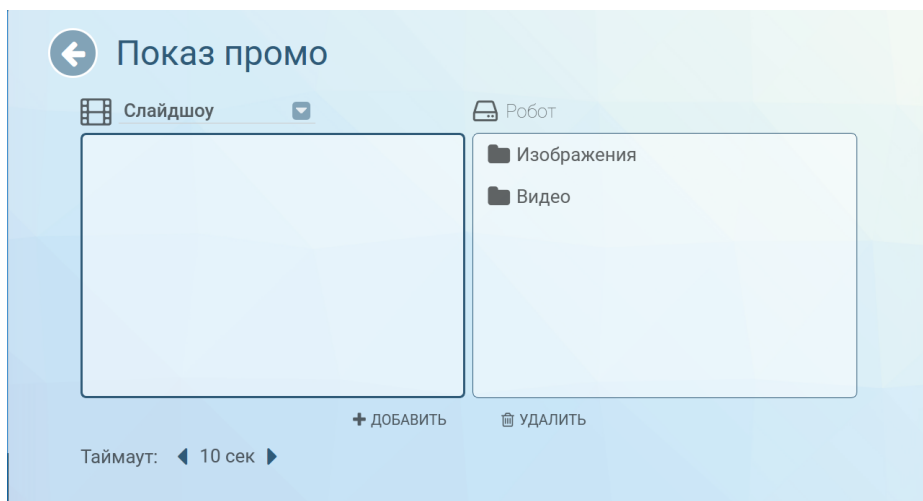 Показ промо
Слайдшоу
Робот
Изображения
Видео
ДОБАВИТЬ
УДАЛИТЬ
Таймаут: 10 сек